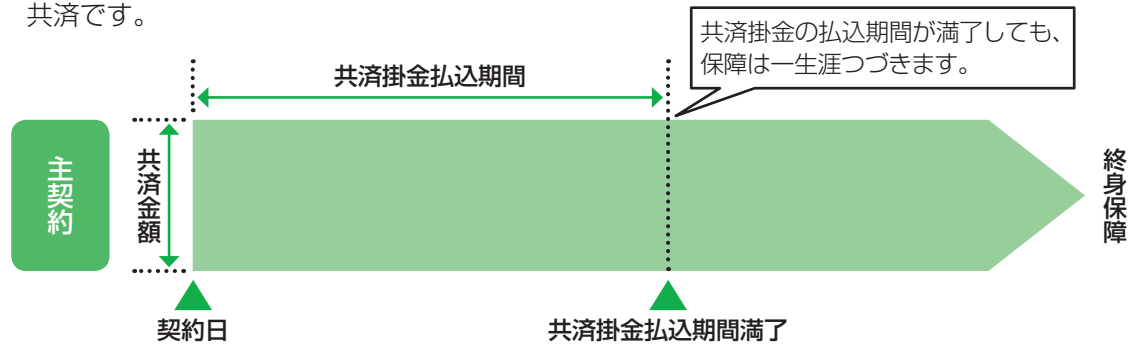 共済です。
共済掛金の払込期間が満了しても、
保障は一生涯つづきます。
共済掛金払込期間
主契約
共済金額
終身保障
契約日
共済掛金払込期間満了